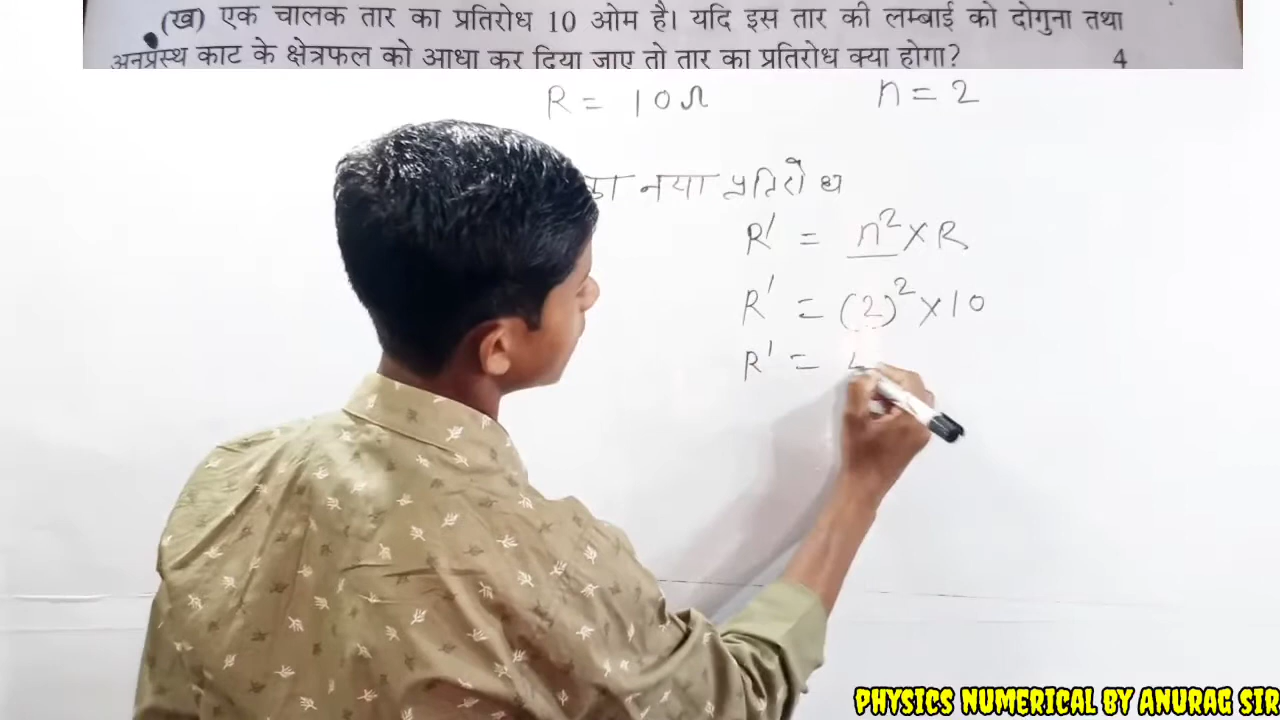 (ख) एक चालक तार का प्रतिरोध 10 ओम है। यदि इस तार की लम्बाई को दोगुना तथा
अनुप्रस्थ काट के क्षेत्रफल को आधा कर दिया जाए तो तार का प्रतिरोध क्या होगा? 4
R = 10Ω n = 2
का नया प्रतिरोध
R' = n² × R
R' = (2)² × 10
R' =
PHYSICS NUMERICAL BY ANURAG SIR